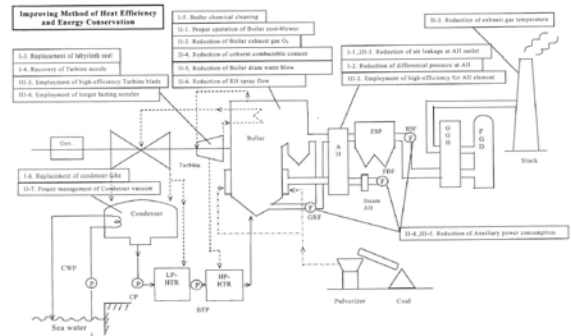 Improving Method of Heat Efficiency
and Energy Conservation
I-5. Boiler chemical cleaning
II-1. Proper operation of Boiler soot-blower
II-2. Reduction of Boiler exhaust gas O₂
II-4. Reduction of unburnt combustible content
II-5. Reduction of Boiler drum water blow
II-6. Reduction of RH spray flow
II-3. Reduction of exhaust gas temperature
I-3. Replacement of labyrinth seal
I-4. Recovery of Turbine nozzle
III-3. Employment of high-efficiency Turbine blade
III-4. Employment of longer lasting nozzles
I-1.,III-1. Reduction of air leakage at AH outlet
I-2. Reduction of differential pressure at AH
III-2. Employment of high-efficiency for AH element
Gen.
Turbine
Boiler
AH
ESP
IDF
P
GGH
FGD
Stack
FDF
P
Steam
AH
GRF
P
I-6. Replacement of condenser tube
II-7. Proper management of Condenser vacuum
Condenser
II-8.,III-5. Reduction of Auxiliary power consumption
CWP
P
P
CP
LP-
HTR
P
BFP
HP-
HTR
Pulverizer
Coal
Sea water